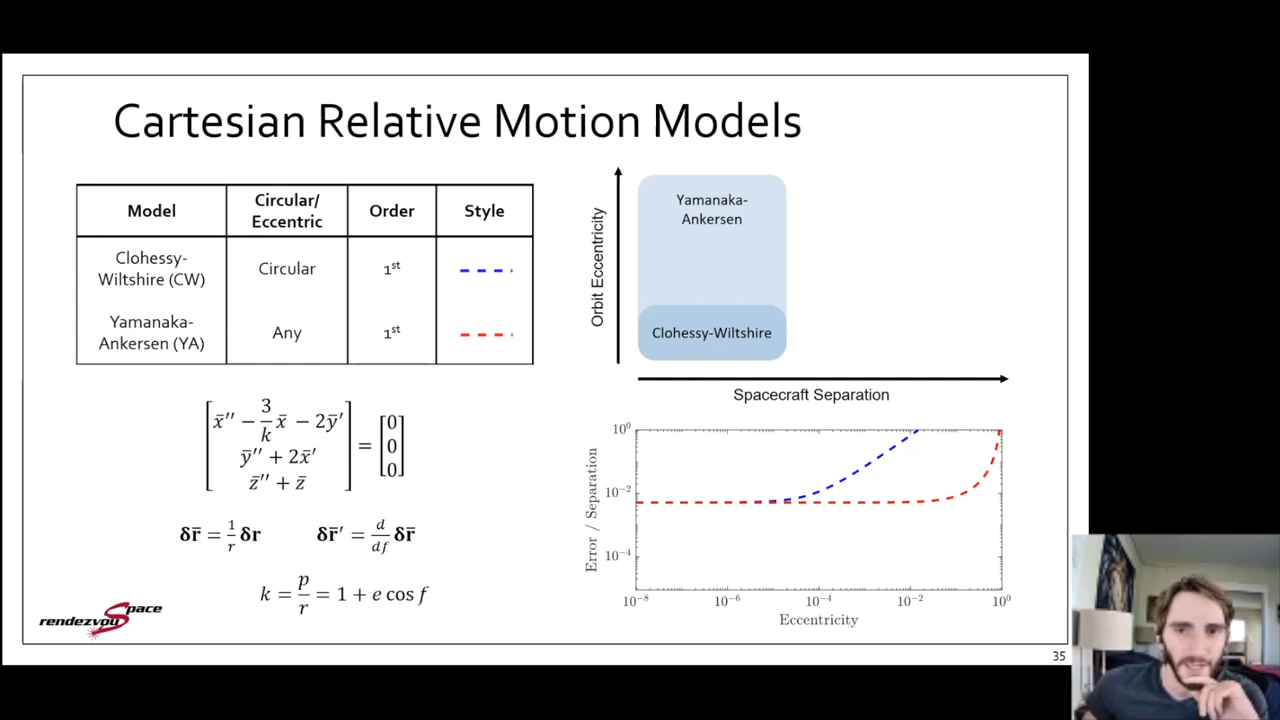 Cartesian Relative Motion Models
Model
Circular/
Eccentric
Order
Style
Clohessy-
Wiltshire (CW)
Circular
1st
Yamanaka-
Ankersen (YA)
Any
1st
x̄′′ − 3/k x̄ − 2ȳ′
ȳ′′ + 2x̄′
z̄′′ + z̄
=
0
0
0
δr̄ = 1/r δr
δr̄′ = d/df δr̄
k = p/r = 1 + e cos f
rendezvouSpace
Orbit Eccentricity
Yamanaka-
Ankersen
Clohessy-Wiltshire
Spacecraft Separation
Error / Separation
10⁰
10⁻²
10⁻⁴
10⁻⁸
10⁻⁶
10⁻⁴
10⁻²
10⁰
Eccentricity
35